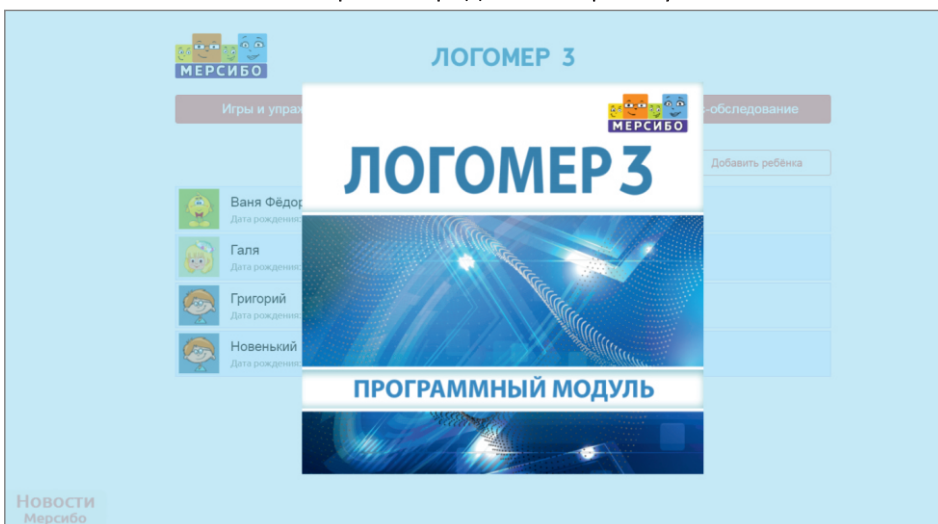 МЕРСИБО
ЛОГОМЕР 3
Игры и упраж
-обследование
МЕРСИБО
ЛОГОМЕР 3
Добавить ребёнка
Ваня Фёдор
Дата рождения:
Галя
Дата рождения:
Григорий
Дата рождения:
Новенький
Дата рождения:
ПРОГРАММНЫЙ МОДУЛЬ
Новости
Мерсибо